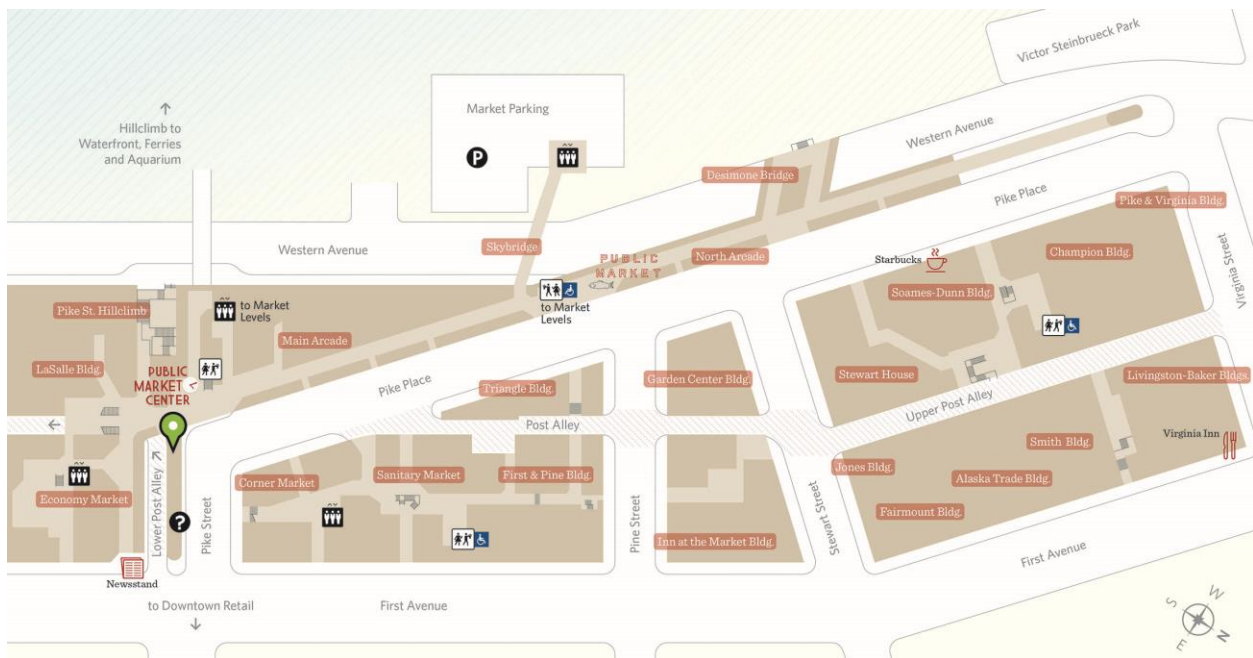 Victor Steinbrueck Park
Market Parking
P
Hillclimb to
Waterfront, Ferries
and Aquarium
Western Avenue
Desimone Bridge
Pike Place
Pike & Virginia Bldg.
Western Avenue
Skybridge
PUBLIC
MARKET
North Arcade
Starbucks
Champion Bldg.
Virginia Street
Soames-Dunn Bldg.
Pike St. Hillclimb
to Market
Levels
to Market
Levels
Main Arcade
LaSalle Bldg.
PUBLIC
MARKET
CENTER
Pike Place
Triangle Bldg.
Garden Center Bldg.
Stewart House
Livingston-Baker Bldgs.
Upper Post Alley
Post Alley
Smith Bldg.
Virginia Inn
Economy Market
Lower Post Alley
?
Pike Street
Corner Market
Sanitary Market
First & Pine Bldg.
Pine Street
Inn at the Market Bldg.
Stewart Street
Jones Bldg.
Alaska Trade Bldg.
Fairmount Bldg.
First Avenue
Newsstand
to Downtown Retail
First Avenue
S
W
E
N